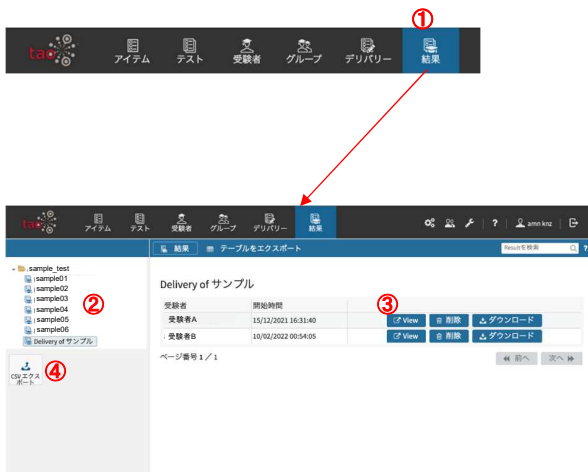 ①
tao
アイテム テスト 受験者 グループ デリバリー 結果
tao
アイテム テスト 受験者 グループ デリバリー 結果 ? amn knz
結果 テーブルをエクスポート Resultを検索 ?
sample_test
sample01
sample02
sample03
sample04
sample05
sample06
Delivery of サンプル
②
CSV エクスポート
④
Delivery of サンプル
受験者 開始時間 ③
受験者A 15/12/2021 16:31:40 View 削除 ダウンロード
受験者B 10/02/2022 00:54:05 View 削除 ダウンロード
ページ番号 1 / 1 前へ 次へ